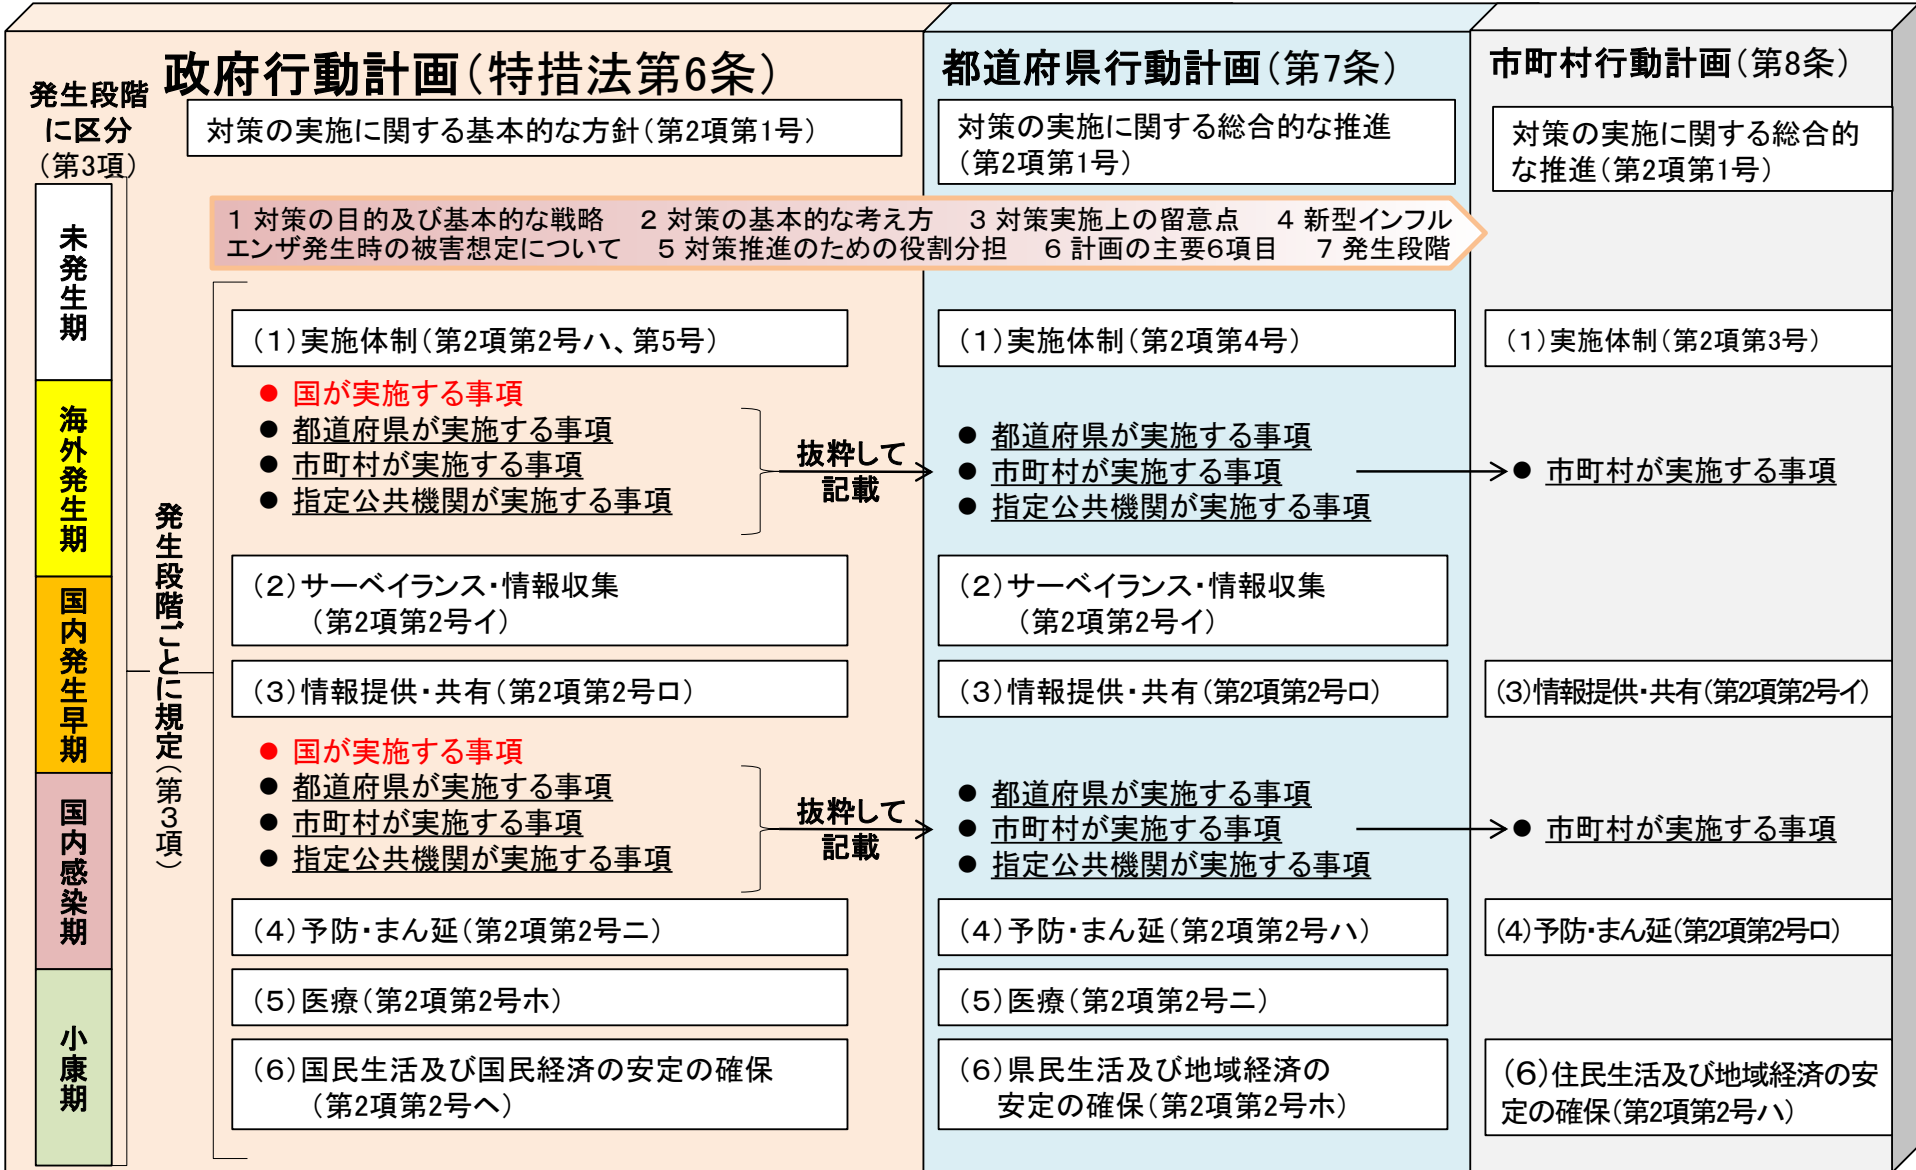 政府行動計画(特措法第6条)
発生段階
に区分
(第3項)
対策の実施に関する基本的な方針(第2項第1号)
都道府県行動計画(第7条)
対策の実施に関する総合的な推進
(第2項第1号)
市町村行動計画(第8条)
対策の実施に関する総合的
な推進(第2項第1号)
1 対策の目的及び基本的な戦略　2 対策の基本的な考え方　3 対策実施上の留意点　4 新型インフル
エンザ発生時の被害想定について　5 対策推進のための役割分担　6 計画の主要6項目　7 発生段階
未発生期
海外発生期
国内発生早期
国内感染期
小康期
発生段階ごとに規定(第3項)
(1)実施体制(第2項第2号ハ、第5号)
● 国が実施する事項
● 都道府県が実施する事項
● 市町村が実施する事項
● 指定公共機関が実施する事項
抜粋して
記載
(2)サーベイランス・情報収集
(第2項第2号イ)
(3)情報提供・共有(第2項第2号ロ)
● 国が実施する事項
● 都道府県が実施する事項
● 市町村が実施する事項
● 指定公共機関が実施する事項
抜粋して
記載
(4)予防・まん延(第2項第2号ニ)
(5)医療(第2項第2号ホ)
(6)国民生活及び国民経済の安定の確保
(第2項第2号ヘ)
(1)実施体制(第2項第4号)
● 都道府県が実施する事項
● 市町村が実施する事項
● 指定公共機関が実施する事項
(2)サーベイランス・情報収集
(第2項第2号イ)
(3)情報提供・共有(第2項第2号ロ)
● 都道府県が実施する事項
● 市町村が実施する事項
● 指定公共機関が実施する事項
(4)予防・まん延(第2項第2号ハ)
(5)医療(第2項第2号ニ)
(6)県民生活及び地域経済の
安定の確保(第2項第2号ホ)
(1)実施体制(第2項第3号)
● 市町村が実施する事項
(3)情報提供・共有(第2項第2号イ)
● 市町村が実施する事項
(4)予防・まん延(第2項第2号ロ)
(6)住民生活及び地域経済の安
定の確保(第2項第2号ハ)